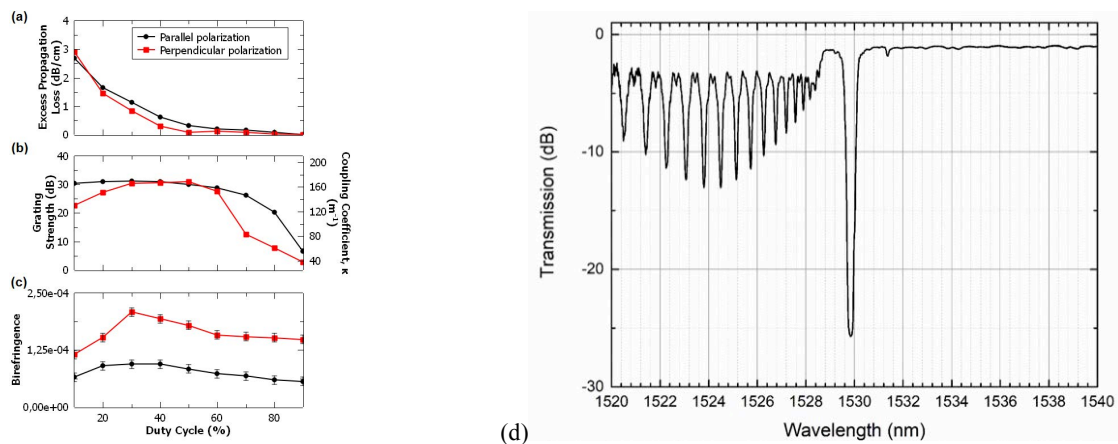 (a)
4
3
2
1
0
Excess Propagation
Loss (dB/cm)
Parallel polarization
Perpendicular polarization
(b)
40
30
20
10
0
Grating
Strength (dB)
200
160
120
80
40
Coupling Coefficient, κ
(m⁻¹)
(c)
2,50e-04
1,25e-04
0,00e+00
Birefringence
20 40 60 80
Duty Cycle (%)
(d)
0
-10
-20
-30
Transmission (dB)
1520 1522 1524 1526 1528 1530 1532 1534 1536 1538 1540
Wavelength (nm)